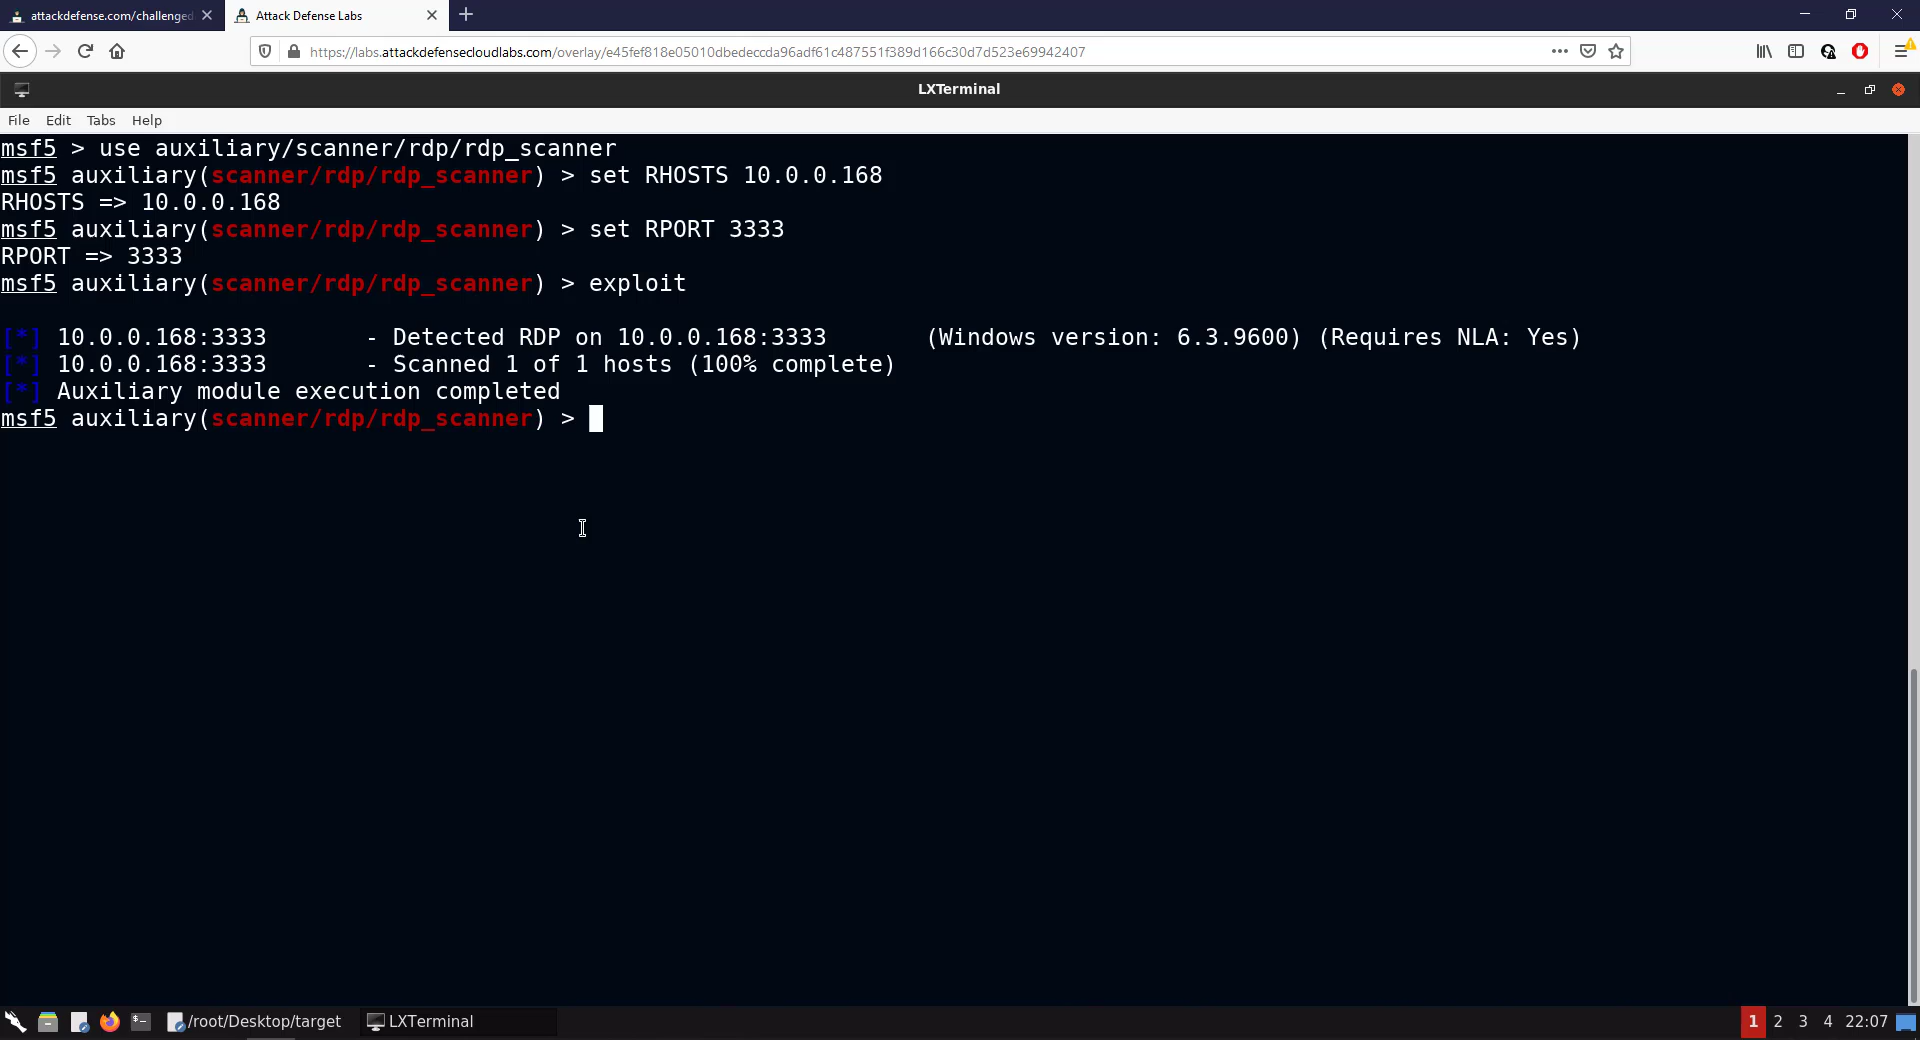 attackdefense.com/challenged
Attack Defense Labs
https://labs.attackdefensecloudlabs.com/overlay/e45fef818e05010dbedeccda96adf61c487551f389d166c30d7d523e69942407
LXTerminal
File Edit Tabs Help
msf5 > use auxiliary/scanner/rdp/rdp_scanner
msf5 auxiliary(scanner/rdp/rdp_scanner) > set RHOSTS 10.0.0.168
RHOSTS => 10.0.0.168
msf5 auxiliary(scanner/rdp/rdp_scanner) > set RPORT 3333
RPORT => 3333
msf5 auxiliary(scanner/rdp/rdp_scanner) > exploit
[*] 10.0.0.168:3333 - Detected RDP on 10.0.0.168:3333 (Windows version: 6.3.9600) (Requires NLA: Yes)
[*] 10.0.0.168:3333 - Scanned 1 of 1 hosts (100% complete)
[*] Auxiliary module execution completed
msf5 auxiliary(scanner/rdp/rdp_scanner) >
/root/Desktop/target LXTerminal 1 2 3 4 22:07